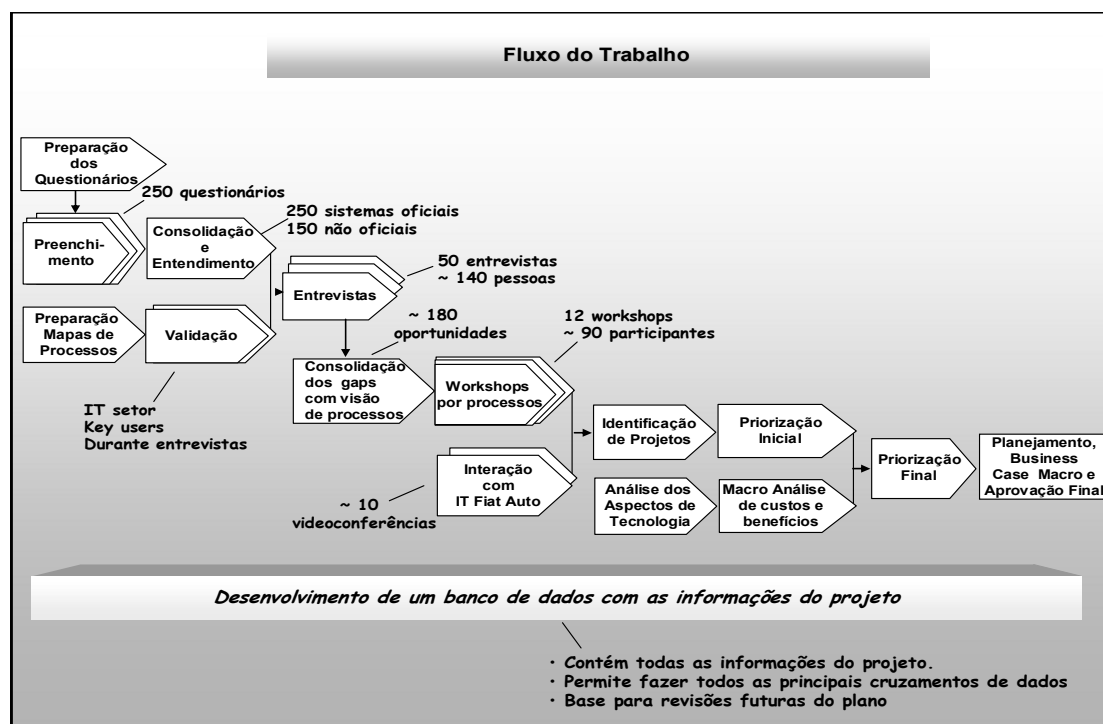 Fluxo do Trabalho
Preparação
dos
Questionários
250 questionários
Preenchi-
mento
Consolidação
e
Entendimento
250 sistemas oficiais
150 não oficiais
Entrevistas
50 entrevistas
~ 140 pessoas
Preparação
Mapas de
Processos
Validação
IT setor
Key users
Durante entrevistas
~ 180
oportunidades
Consolidação
dos gaps
com visão
de processos
12 workshops
~ 90 participantes
Workshops
por processos
Interação
com
IT Fiat Auto
~ 10
videoconferências
Identificação
de Projetos
Priorização
Inicial
Análise dos
Aspectos de
Tecnologia
Macro Análise
de custos e
benefícios
Priorização
Final
Planejamento,
Business
Case Macro e
Aprovação Final
Desenvolvimento de um banco de dados com as informações do projeto
· Contém todas as informações do projeto.
· Permite fazer todos as principais cruzamentos de dados
· Base para revisões futuras do plano